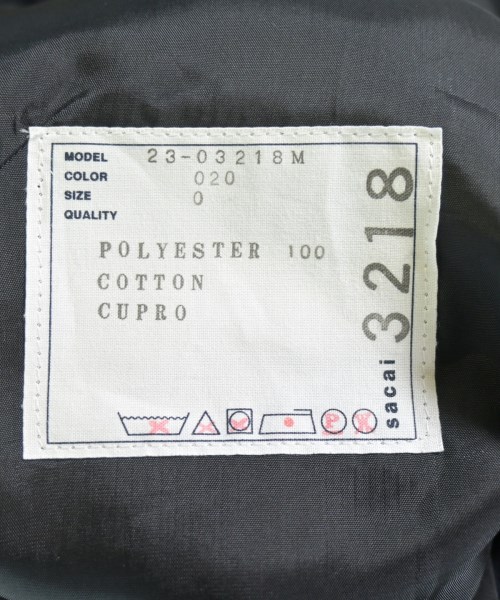 MODEL 23-03218M
COLOR 020
SIZE 0
QUALITY
POLYESTER 100
COTTON
CUPRO
sacai 3218
P W